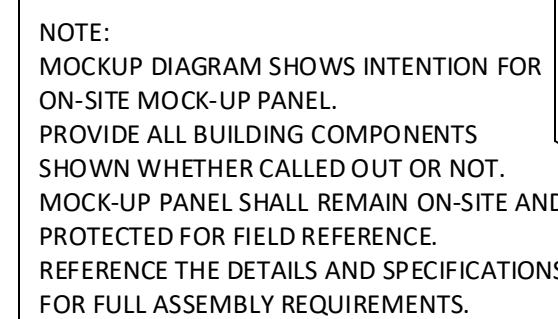 NOTE:
MOCKUP DIAGRAM SHOWS INTENTION FOR
ON-SITE MOCK-UP PANEL.
PROVIDE ALL BUILDING COMPONENTS
SHOWN WHETHER CALLED OUT OR NOT.
MOCK-UP PANEL SHALL REMAIN ON-SITE AND
PROTECTED FOR FIELD REFERENCE.
REFERENCE THE DETAILS AND SPECIFICATIONS
FOR FULL ASSEMBLY REQUIREMENTS.